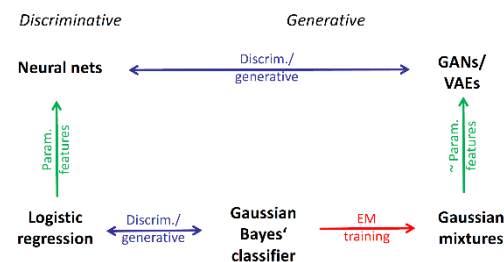 Discriminative
Generative
Neural nets
Discrim./
generative
GANs/
VAEs
Param.
features
~ Param.
features
Logistic
regression
Discrim./
generative
Gaussian
Bayes‘
classifier
EM
training
Gaussian
mixtures